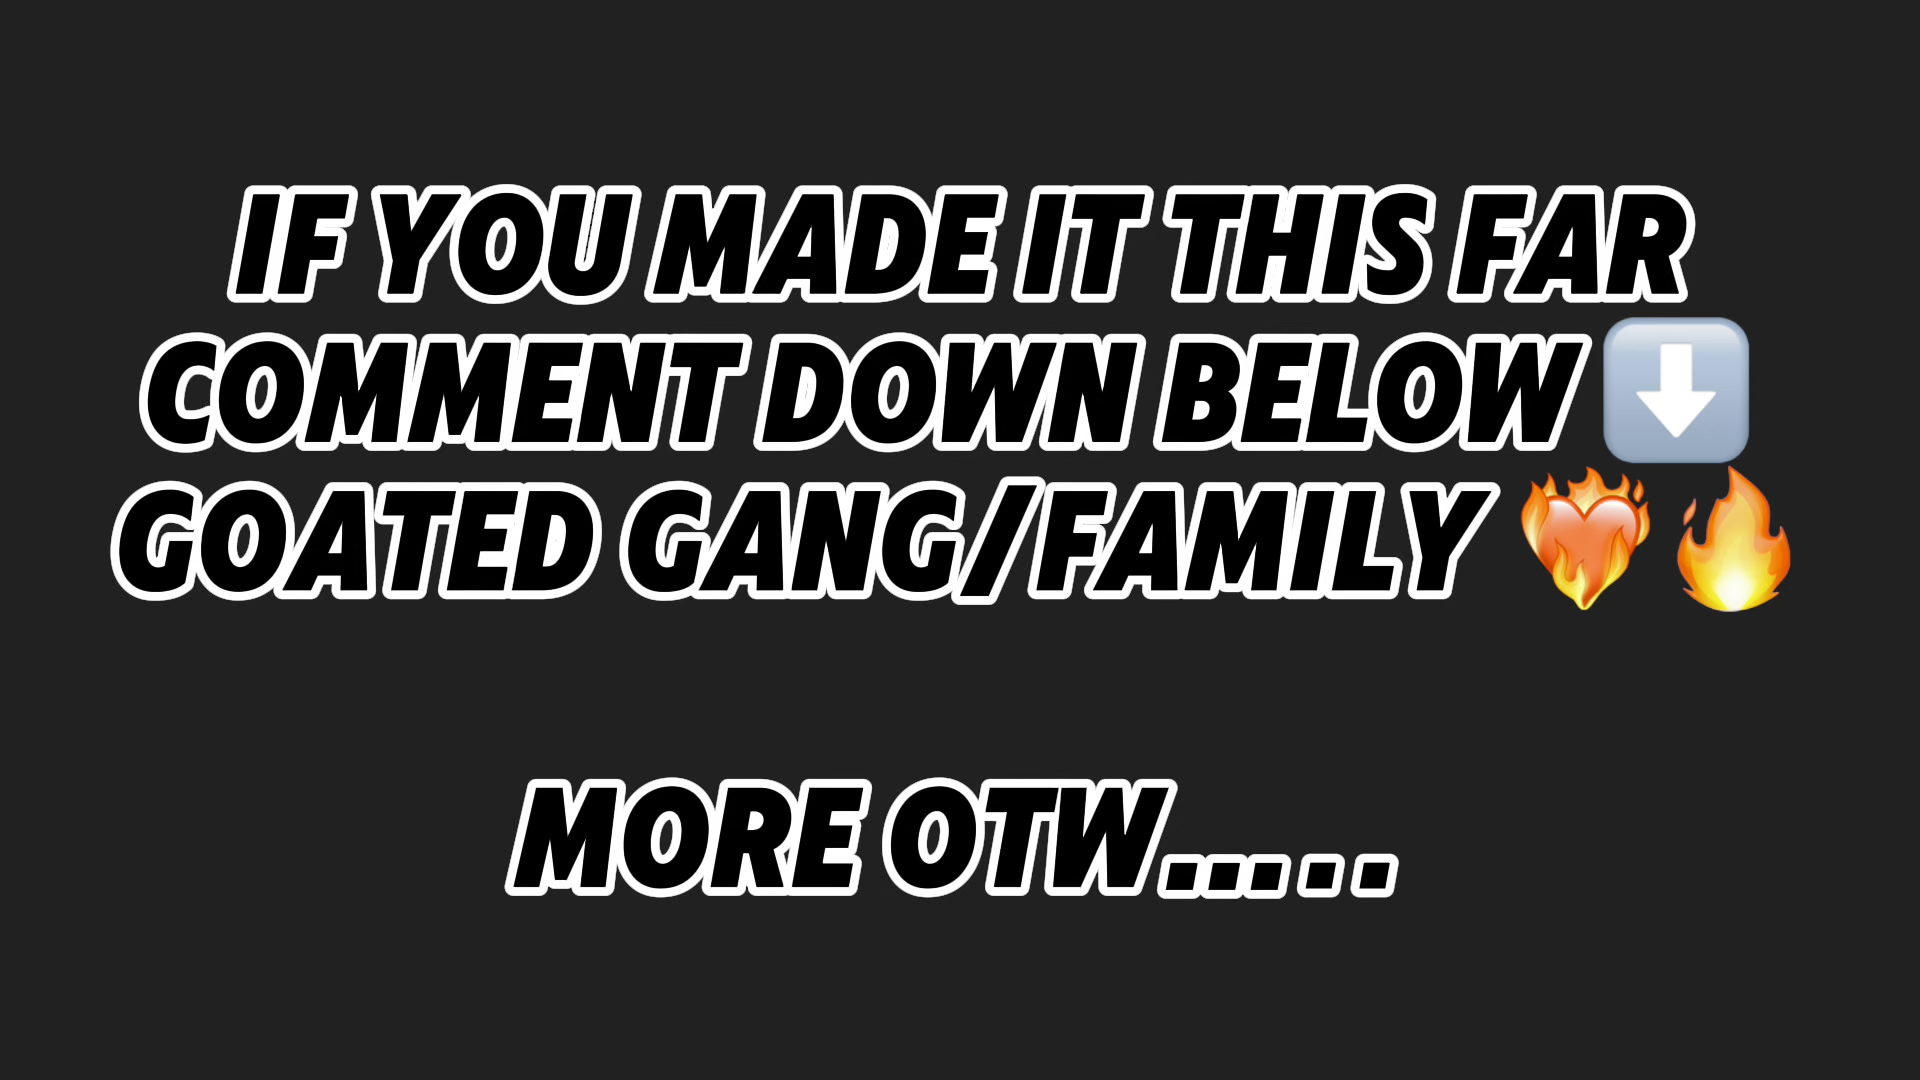 IF YOU MADE IT THIS FAR
COMMENT DOWN BELOW ⬇️
GOATED GANG/FAMILY ❤️‍🔥🔥
MORE OTW…..